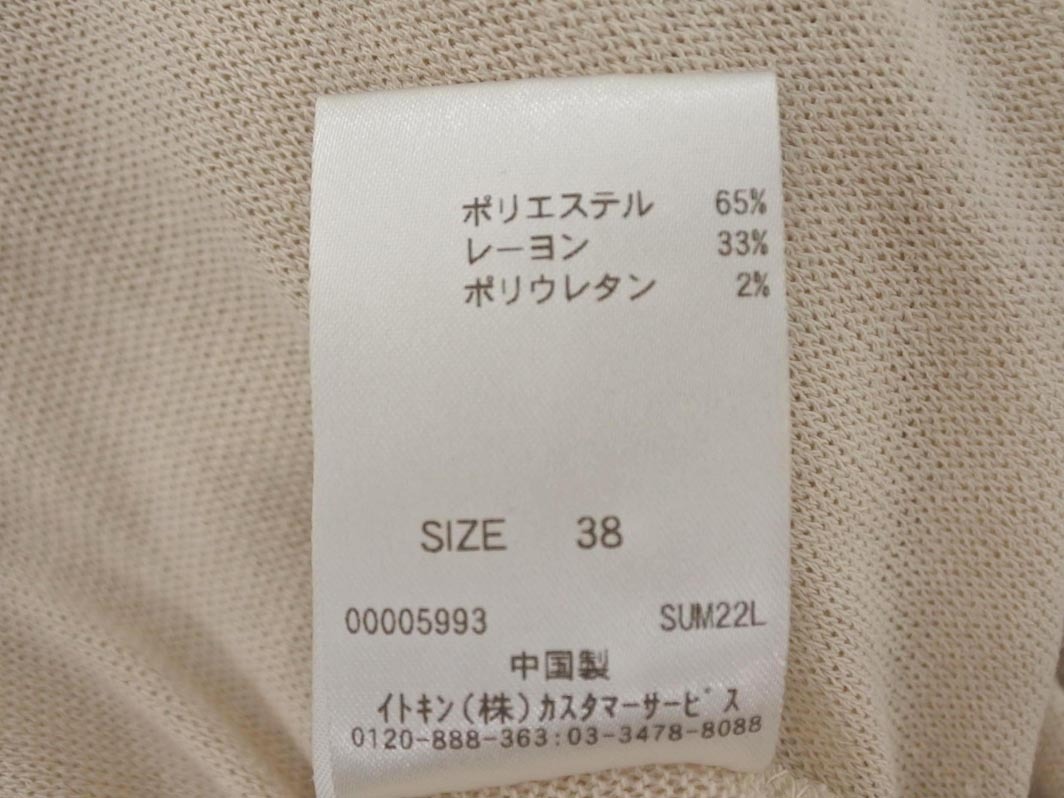 ポリエステル 65%
レーヨン 33%
ポリウレタン 2%
SIZE 38
00005993 SUM22L
中国製
イトキン(株)カスタマーサービス
0120-888-363:03-3478-8088